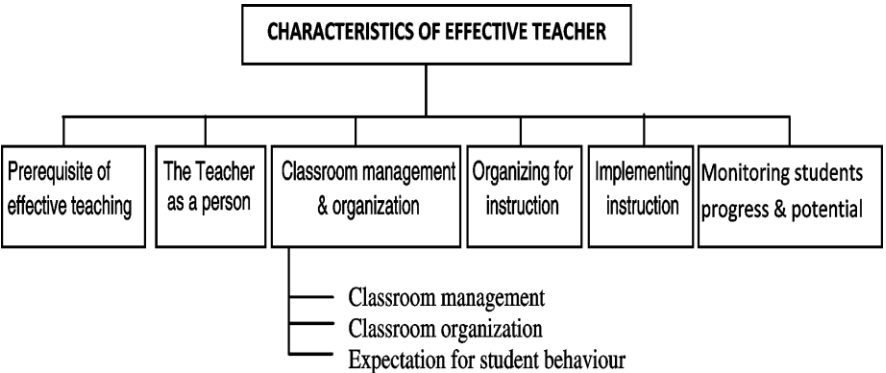 CHARACTERISTICS OF EFFECTIVE TEACHER
Prerequisite of
effective teaching
The Teacher
as a person
Classroom management
& organization
Organizing for
instruction
Implementing
instruction
Monitoring students
progress & potential
Classroom management
Classroom organization
Expectation for student behaviour